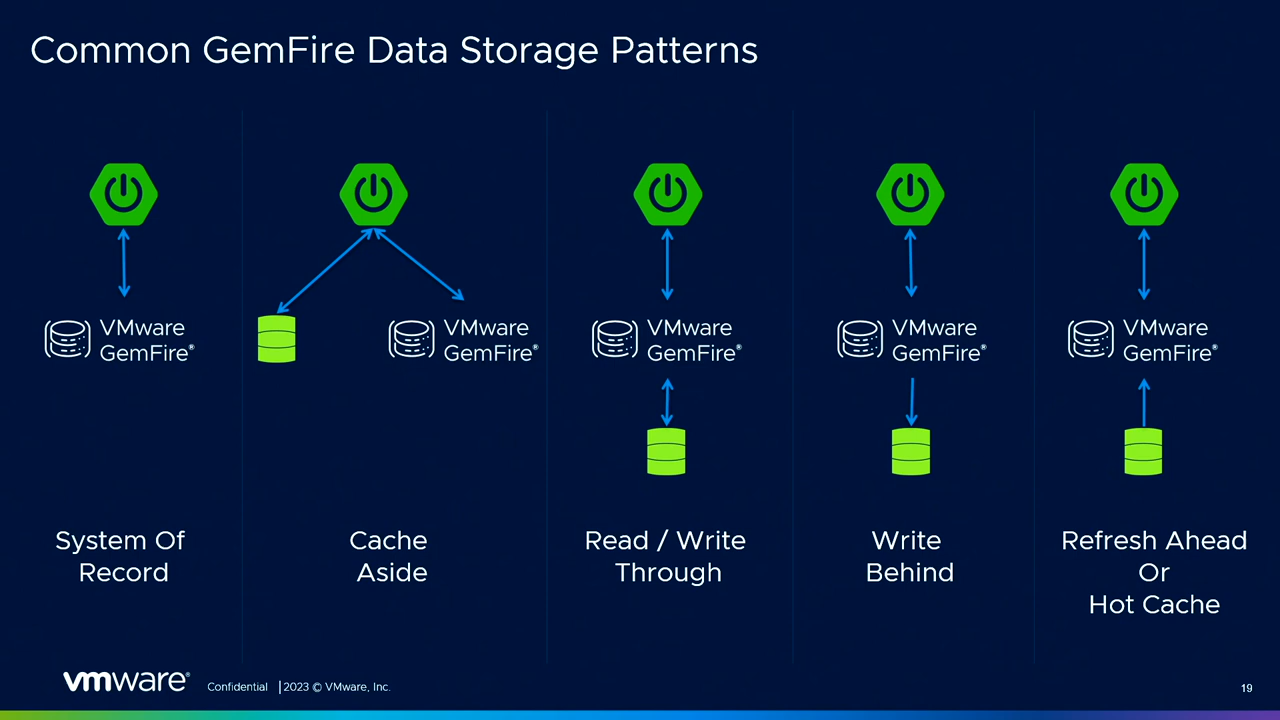 Common GemFire Data Storage Patterns
VMware
GemFire®
VMware
GemFire®
VMware
GemFire®
VMware
GemFire®
VMware
GemFire®
System Of
Record
Cache
Aside
Read / Write
Through
Write
Behind
Refresh Ahead
Or
Hot Cache
vmware®
Confidential | 2023 © VMware, Inc.
19